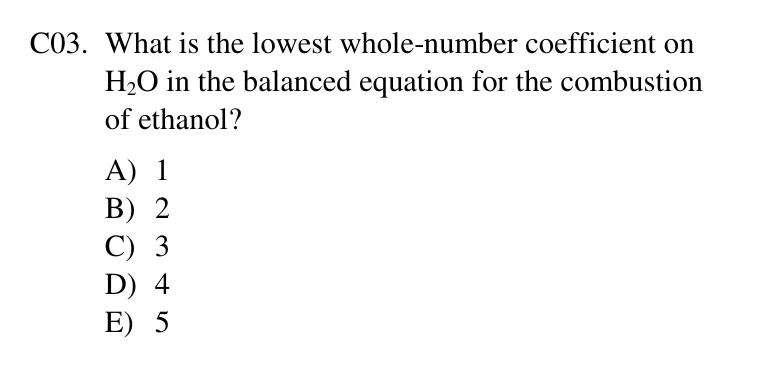 C03. What is the lowest whole-number coefficient on
H₂O in the balanced equation for the combustion
of ethanol?
A) 1
B) 2
C) 3
D) 4
E) 5